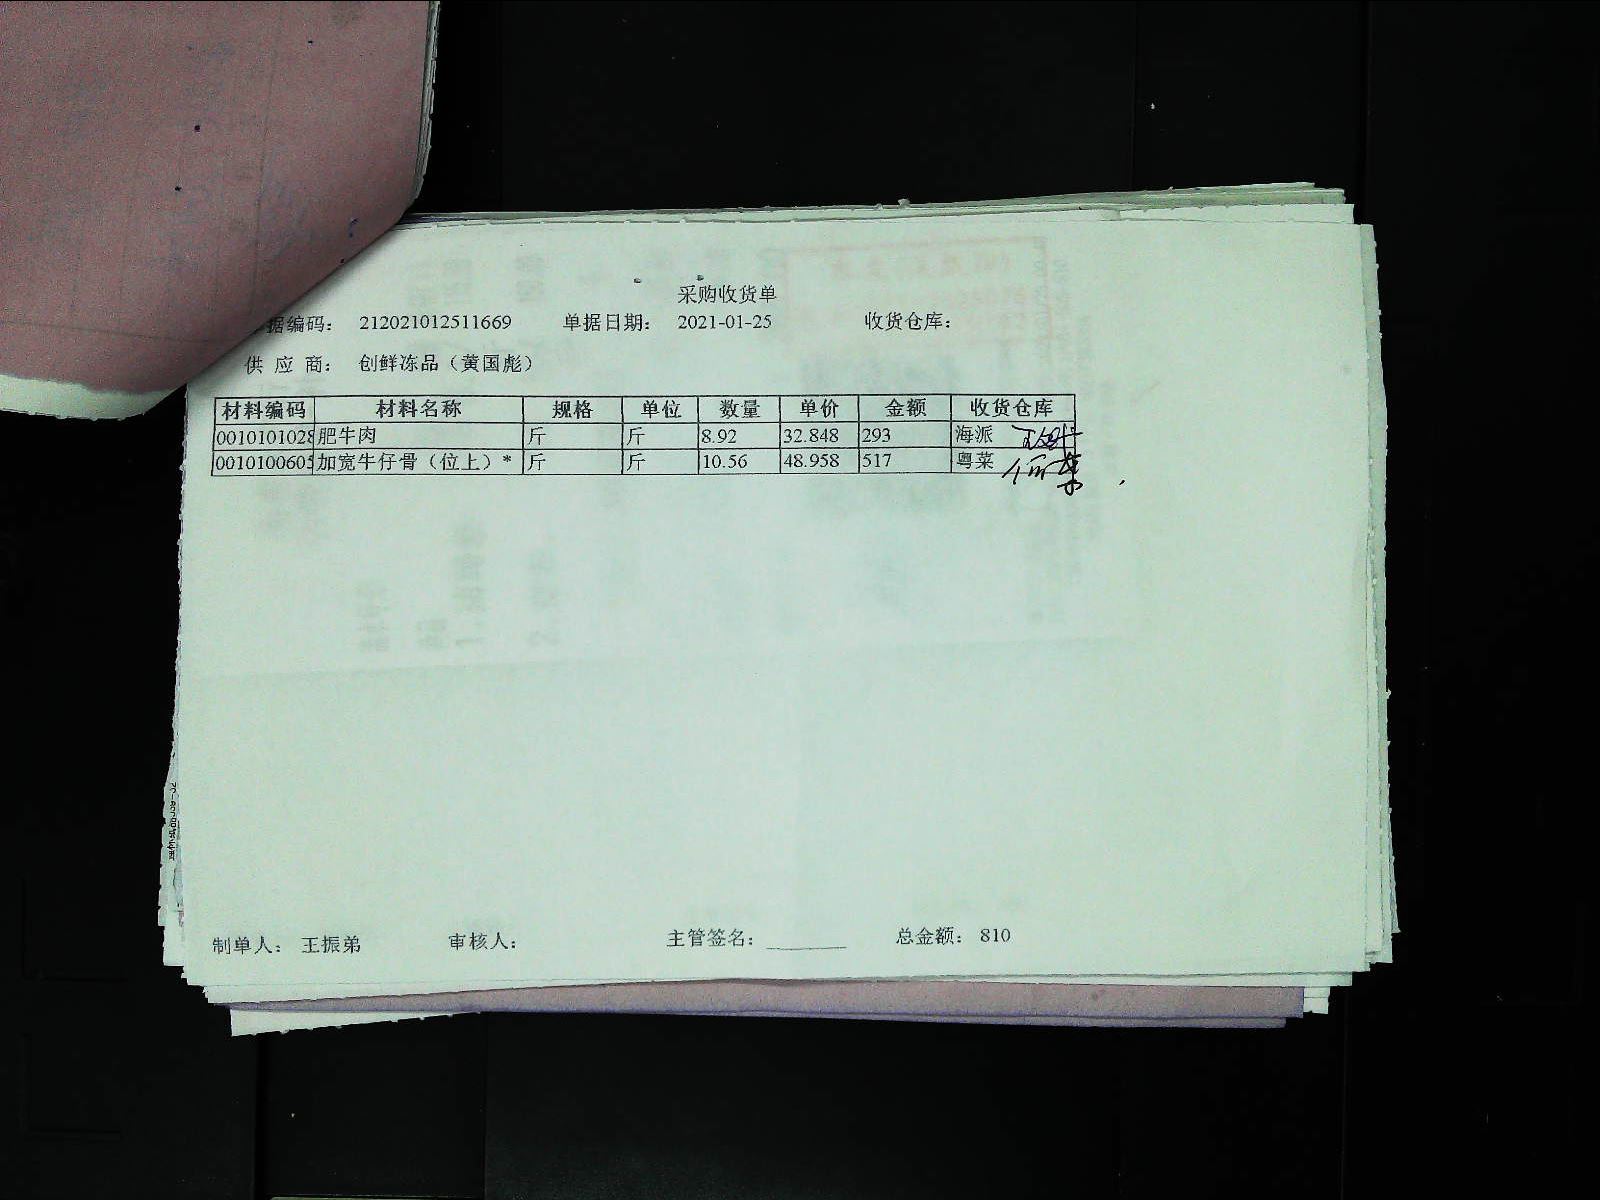 采购收货单
据编码： 212021012511669 单据日期： 2021-01-25 收货仓库：
供 应 商： 创鲜冻品（黄国彪）
材料编码 材料名称 规格 单位 数量 单价 金额 收货仓库
0010101028 肥牛肉 斤 斤 8.92 32.848 293 海派
0010100605 加宽牛仔骨（位上）* 斤 斤 10.56 48.958 517 粤菜
制单人： 王振弟 审核人： 主管签名： 总金额： 810